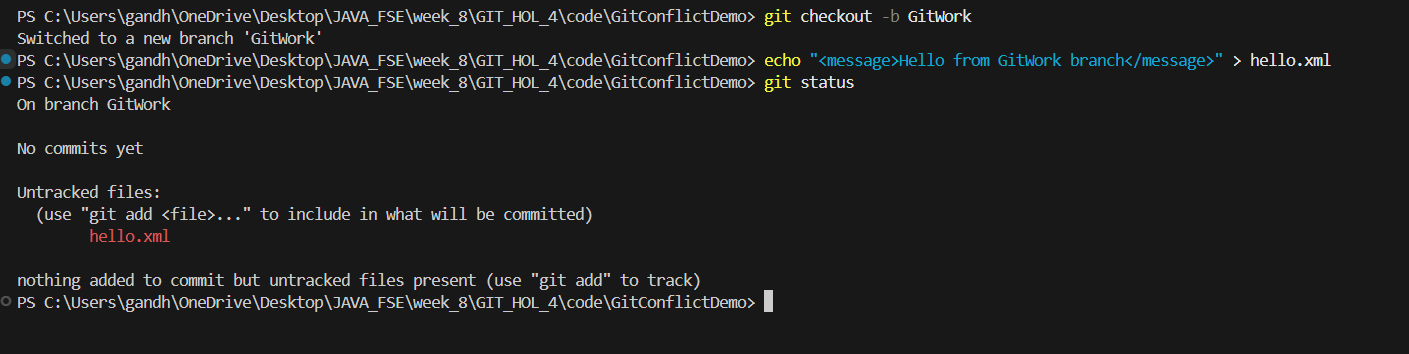 PS C:\Users\gandh\OneDrive\Desktop\JAVA_FSE\week_8\GIT_HOL_4\code\GitConflictDemo> git checkout -b GitWork
Switched to a new branch 'GitWork'
PS C:\Users\gandh\OneDrive\Desktop\JAVA_FSE\week_8\GIT_HOL_4\code\GitConflictDemo> echo "<message>Hello from GitWork branch</message>" > hello.xml
PS C:\Users\gandh\OneDrive\Desktop\JAVA_FSE\week_8\GIT_HOL_4\code\GitConflictDemo> git status
On branch GitWork
No commits yet
Untracked files:
(use "git add <file>..." to include in what will be committed)
hello.xml
nothing added to commit but untracked files present (use "git add" to track)
PS C:\Users\gandh\OneDrive\Desktop\JAVA_FSE\week_8\GIT_HOL_4\code\GitConflictDemo>